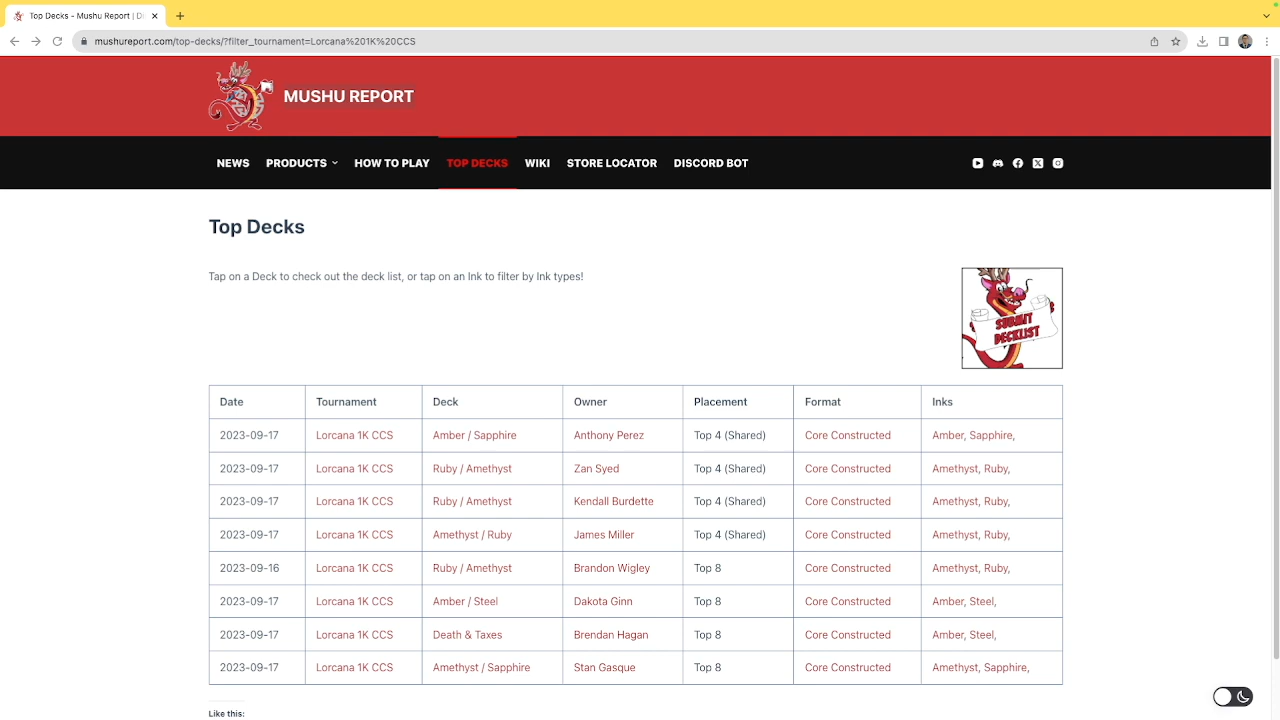 Top Decks - Mushu Report | Di
mushureport.com/top-decks/?filter_tournament=Lorcana%201K%20CCS
MUSHU REPORT
NEWS PRODUCTS HOW TO PLAY TOP DECKS WIKI STORE LOCATOR DISCORD BOT
Top Decks
Tap on a Deck to check out the deck list, or tap on an Ink to filter by Ink types!
SUBMIT
DECKLIST
Date Tournament Deck Owner Placement Format Inks
2023-09-17 Lorcana 1K CCS Amber / Sapphire Anthony Perez Top 4 (Shared) Core Constructed Amber, Sapphire,
2023-09-17 Lorcana 1K CCS Ruby / Amethyst Zan Syed Top 4 (Shared) Core Constructed Amethyst, Ruby,
2023-09-17 Lorcana 1K CCS Ruby / Amethyst Kendall Burdette Top 4 (Shared) Core Constructed Amethyst, Ruby,
2023-09-17 Lorcana 1K CCS Amethyst / Ruby James Miller Top 4 (Shared) Core Constructed Amethyst, Ruby,
2023-09-16 Lorcana 1K CCS Ruby / Amethyst Brandon Wigley Top 8 Core Constructed Amethyst, Ruby,
2023-09-17 Lorcana 1K CCS Amber / Steel Dakota Ginn Top 8 Core Constructed Amber, Steel,
2023-09-17 Lorcana 1K CCS Death & Taxes Brendan Hagan Top 8 Core Constructed Amber, Steel,
2023-09-17 Lorcana 1K CCS Amethyst / Sapphire Stan Gasque Top 8 Core Constructed Amethyst, Sapphire,
Like this: